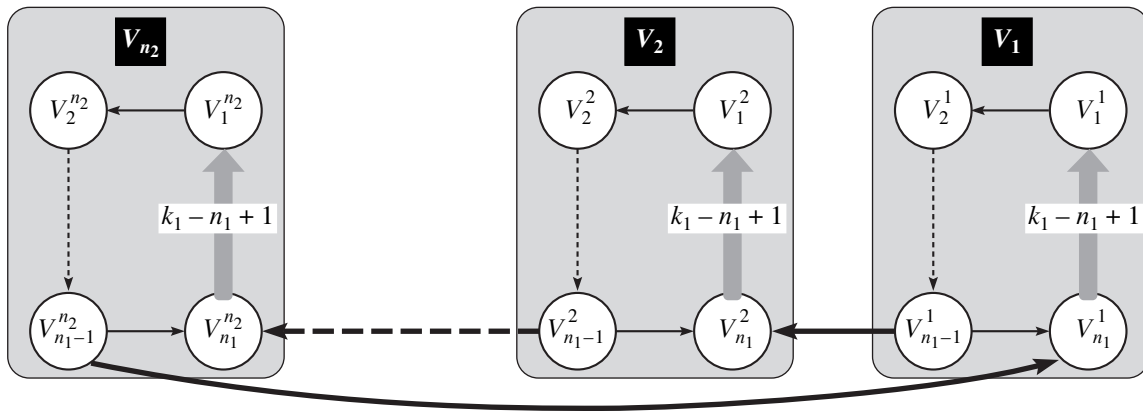 V_{n_2} V_2 V_1
V_2^{n_2} V_1^{n_2} V_2^2 V_1^2 V_2^1 V_1^1
k_1 – n_1 + 1 k_1 – n_1 + 1 k_1 – n_1 + 1
V_{n_1–1}^{n_2} V_{n_1}^{n_2} V_{n_1–1}^2 V_{n_1}^2 V_{n_1–1}^1 V_{n_1}^1